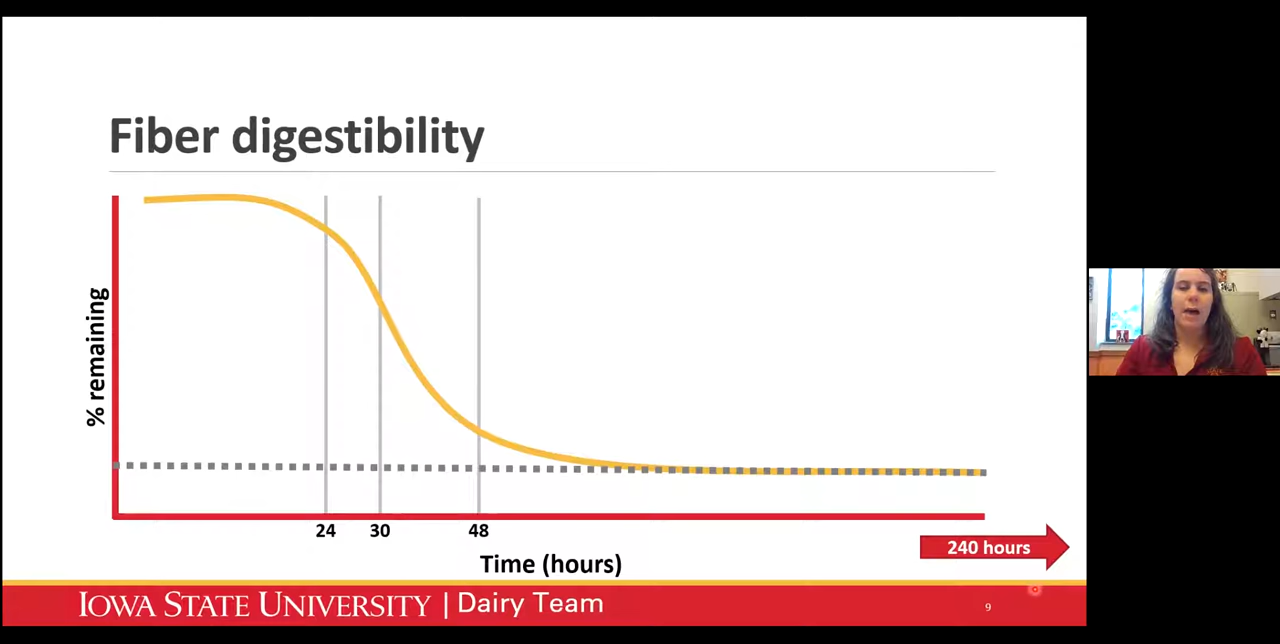 Fiber digestibility
% remaining
24 30 48
Time (hours)
240 hours
IOWA STATE UNIVERSITY | Dairy Team
9